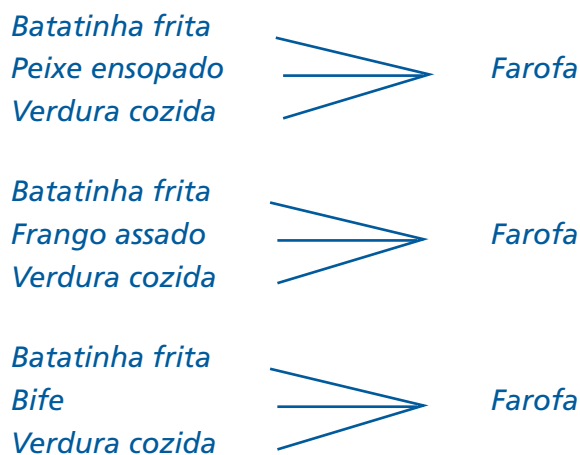 Batatinha frita
Peixe ensopado Farofa
Verdura cozida
Batatinha frita
Frango assado Farofa
Verdura cozida
Batatinha frita
Bife Farofa
Verdura cozida